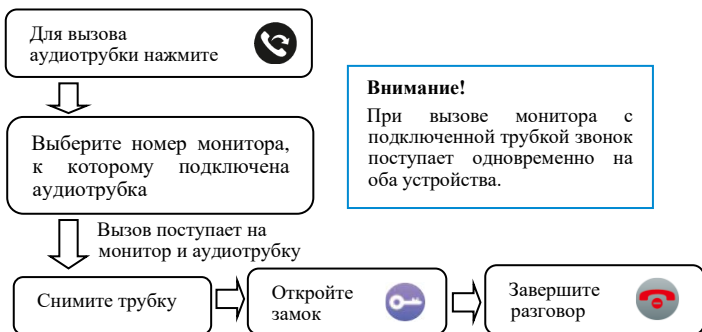 Для вызова
аудиотрубки нажмите
Внимание!
При вызове монитора с
подключенной трубкой звонок
поступает одновременно на
оба устройства.
Выберите номер монитора,
к которому подключена
аудиотрубка
Вызов поступает на
монитор и аудиотрубку
Снимите трубку
Откройте
замок
Завершите
разговор